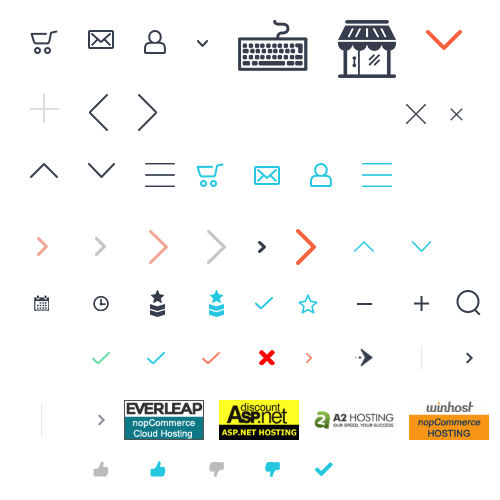 EVERLEAP
nopCommerce
Cloud Hosting
discount
ASP.net
ASP.NET HOSTING
A2 HOSTING
OUR SPEED, YOUR SUCCESS
winhost
nopCommerce
HOSTING